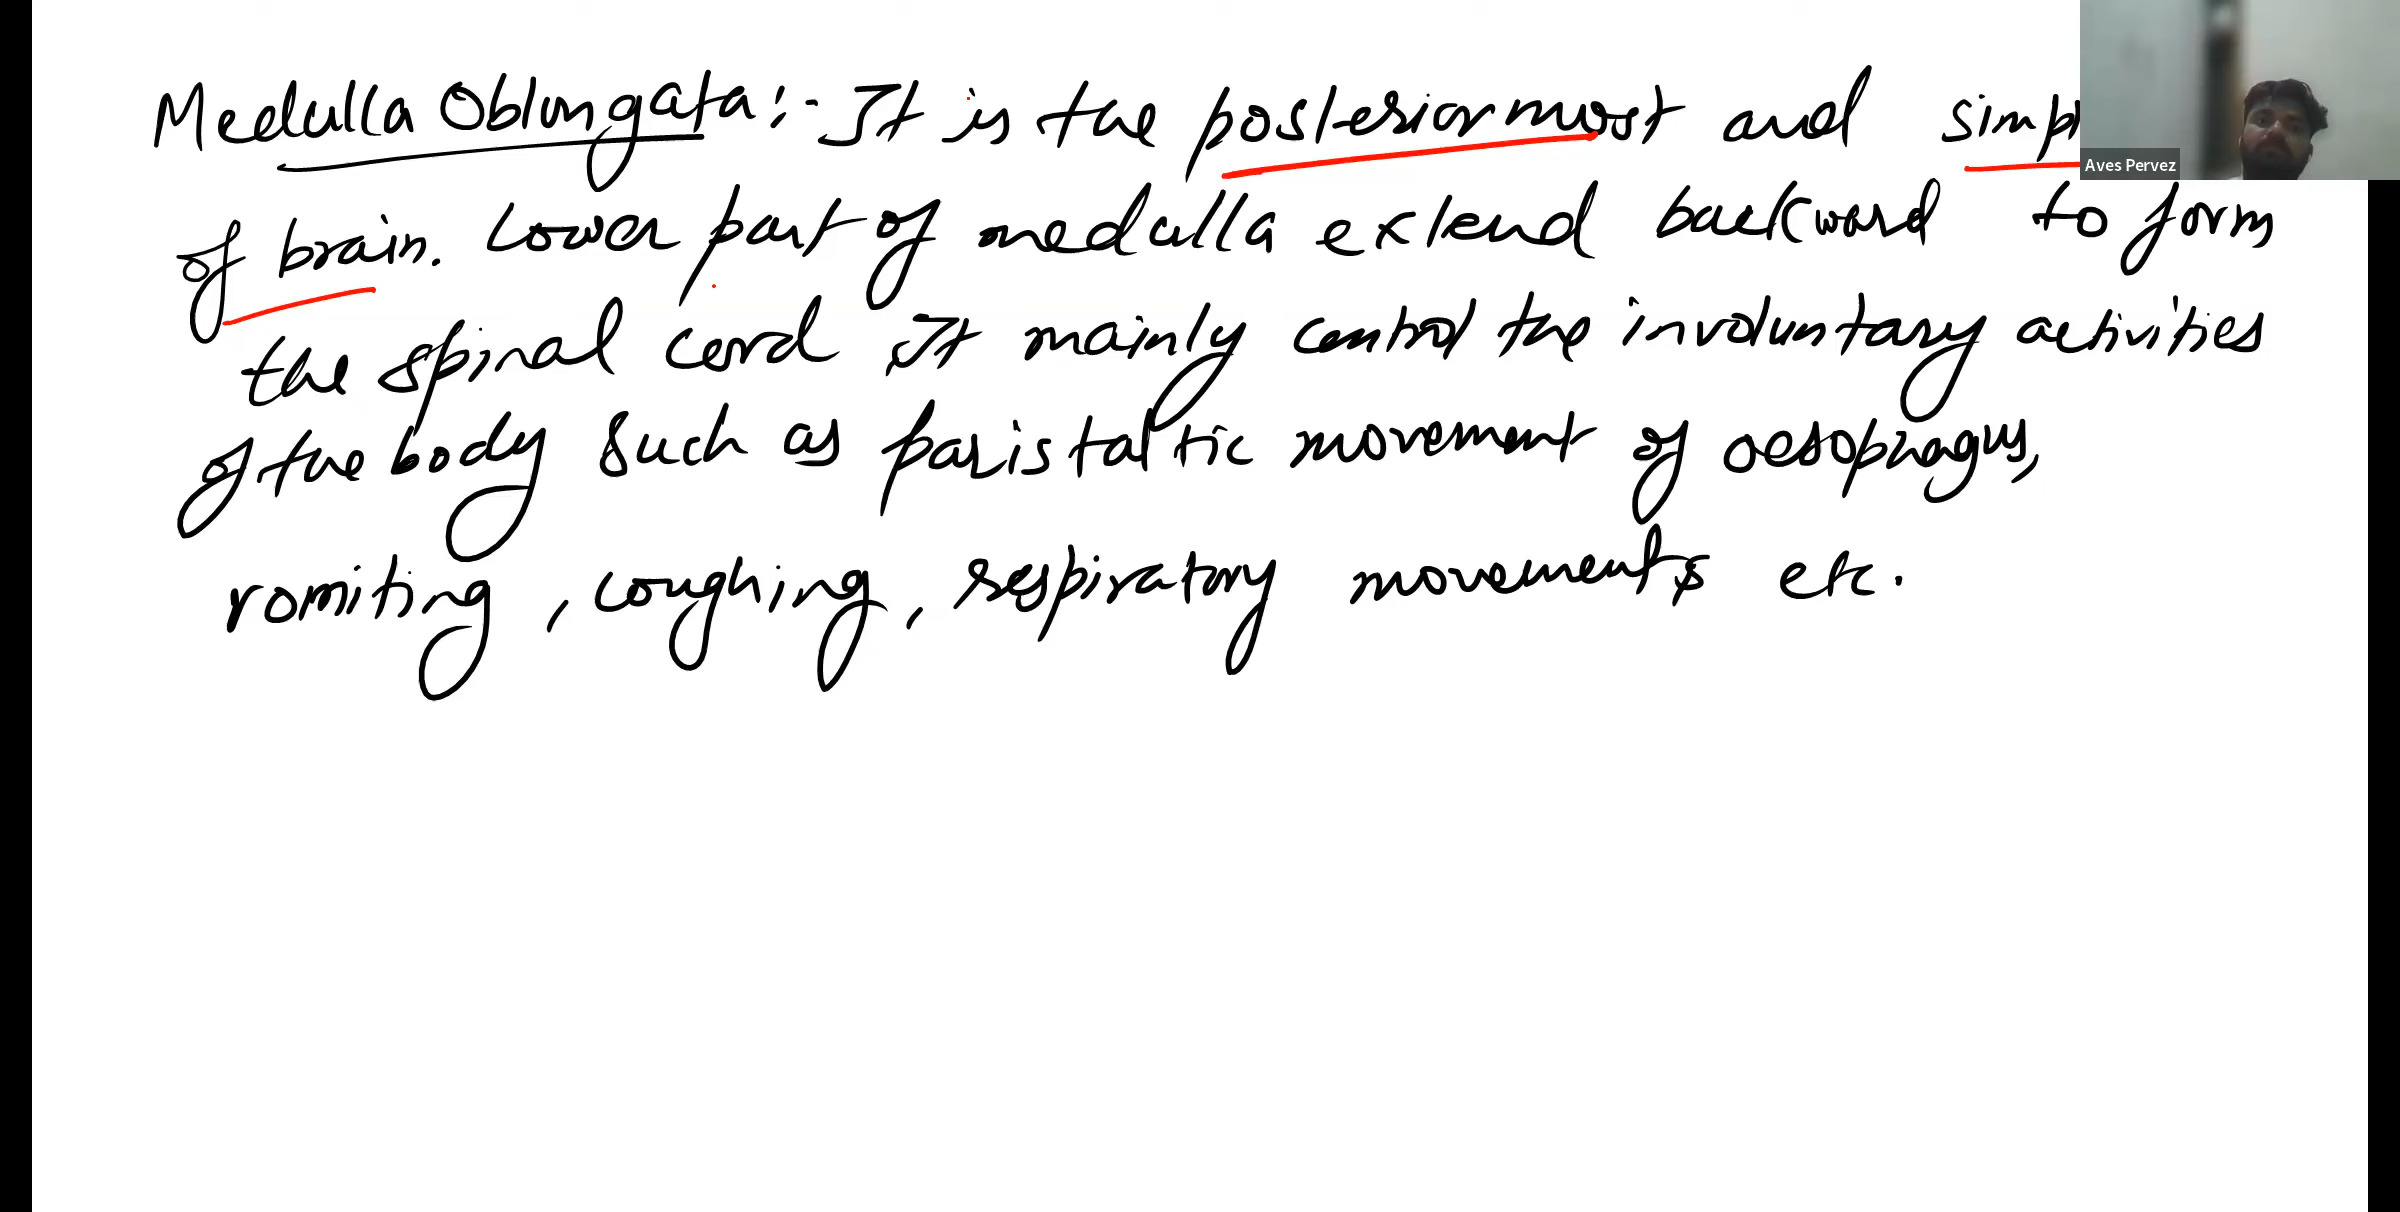 Medulla Oblongata:- It is the posteriormost and
Aves Pervez
of brain. Lower part of medulla extend backward to form
the spinal cord. It mainly control the involuntary activities
of the body such as paristaltic movement of oesophagus,
vomiting, coughing, respiratory movements etc.